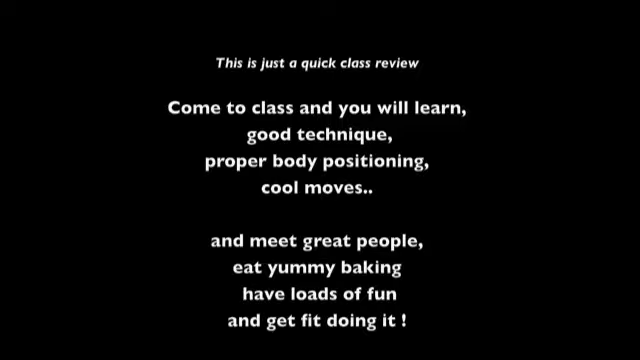 This is just a quick class review
Come to class and you will learn,
good technique,
proper body positioning,
cool moves..
and meet great people,
eat yummy baking
have loads of fun
and get fit doing it !